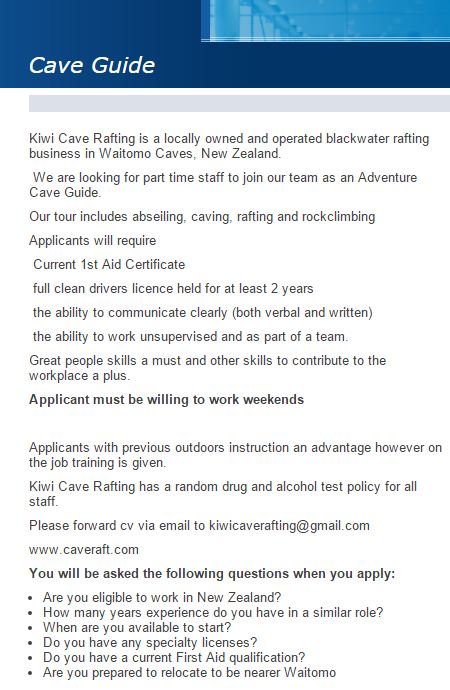 Cave Guide
Kiwi Cave Rafting is a locally owned and operated blackwater rafting
business in Waitomo Caves, New Zealand.
We are looking for part time staff to join our team as an Adventure
Cave Guide.
Our tour includes abseiling, caving, rafting and rockclimbing
Applicants will require
Current 1st Aid Certificate
full clean drivers licence held for at least 2 years
the ability to communicate clearly (both verbal and written)
the ability to work unsupervised and as part of a team.
Great people skills a must and other skills to contribute to the
workplace a plus.
Applicant must be willing to work weekends
Applicants with previous outdoors instruction an advantage however on
the job training is given.
Kiwi Cave Rafting has a random drug and alcohol test policy for all
staff.
Please forward cv via email to kiwicaverafting@gmail.com
www.caveraft.com
You will be asked the following questions when you apply:
• Are you eligible to work in New Zealand?
• How many years experience do you have in a similar role?
• When are you available to start?
• Do you have any specialty licenses?
• Do you have a current First Aid qualification?
• Are you prepared to relocate to be nearer Waitomo